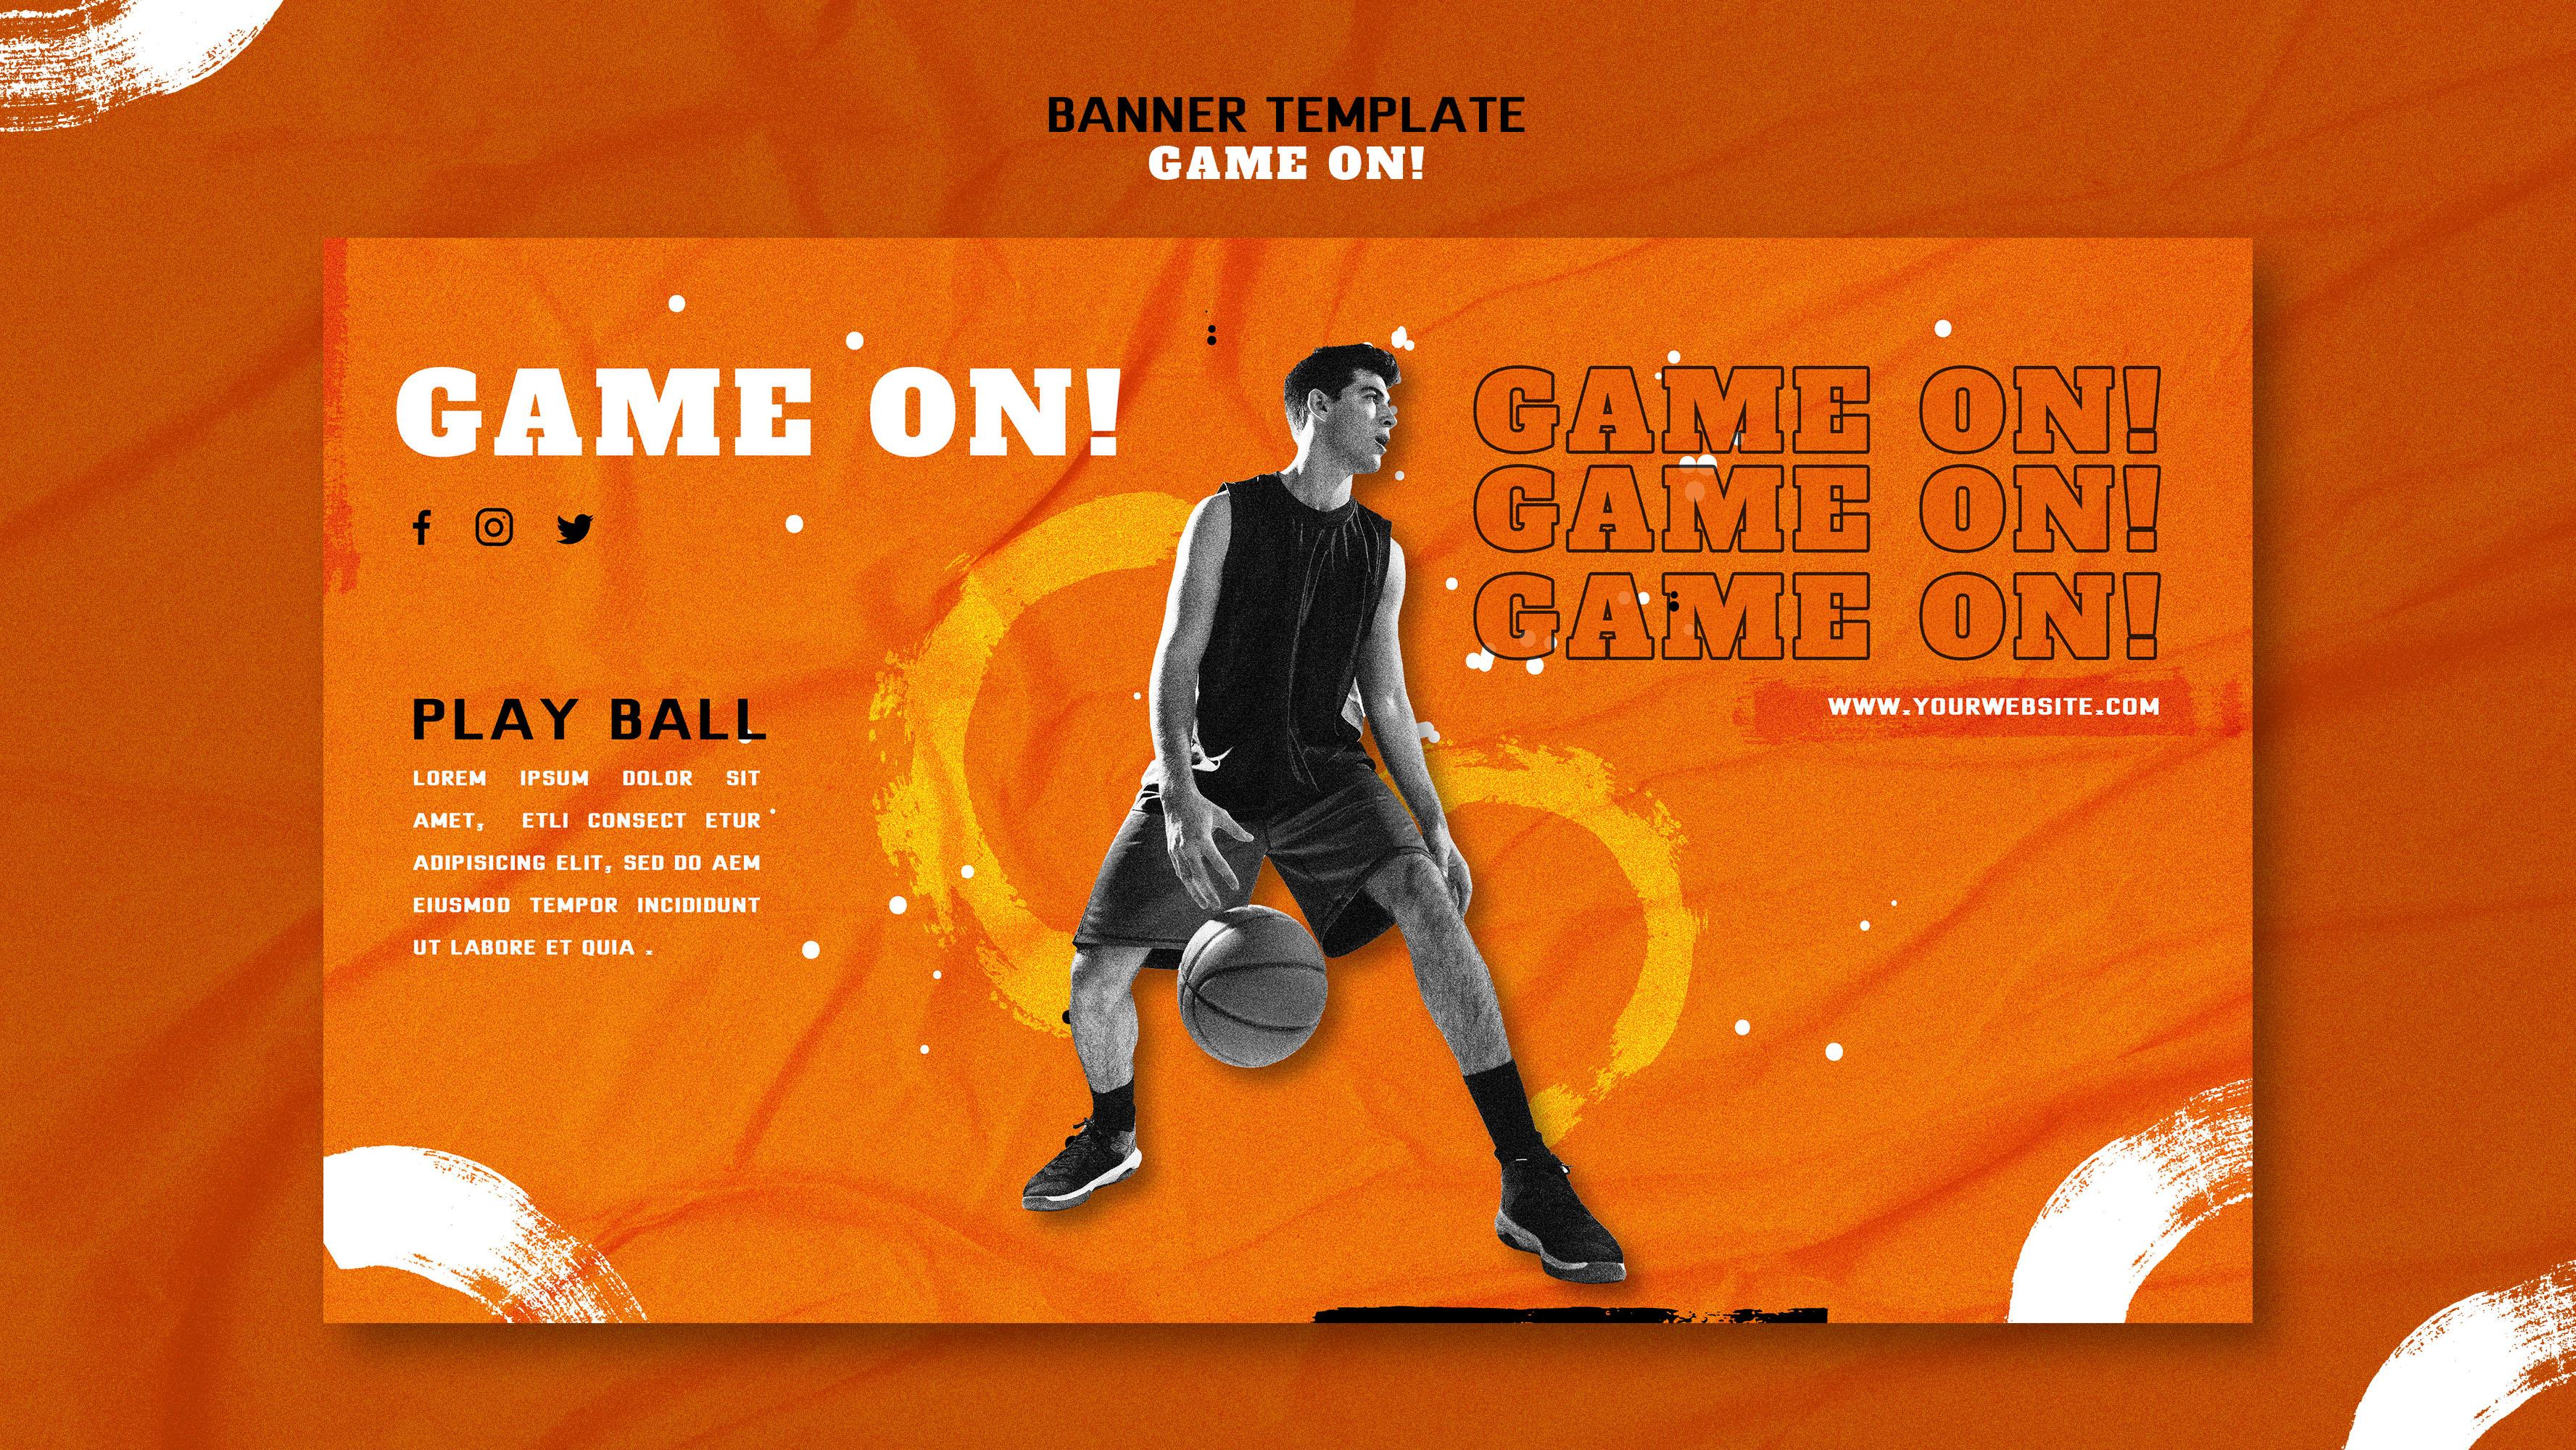 BANNER TEMPLATE
GAME ON!
GAME ON!
PLAY BALL
LOREM IPSUM DOLOR SIT
AMET, ETLI CONSECT ETUR
ADIPISICING ELIT, SED DO AEM
EIUSMOD TEMPOR INCIDIDUNT
UT LABORE ET QUIA .
GAME ON!
GAME ON!
GAME ON!
WWW.YOURWEBSITE.COM